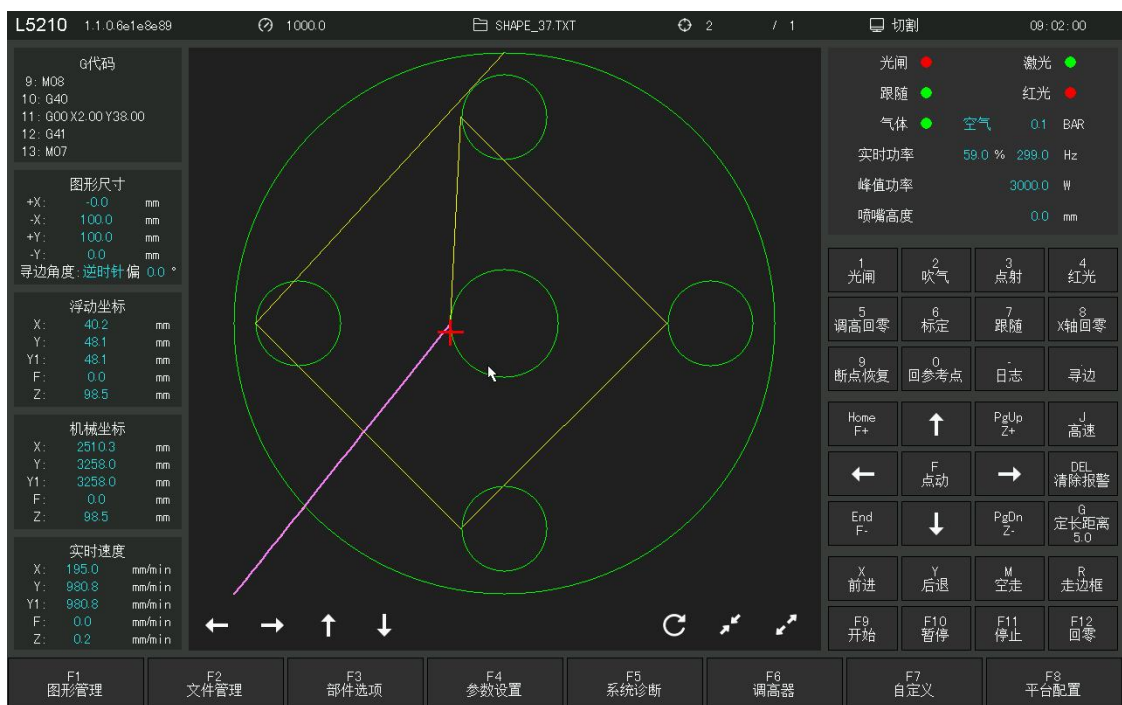 L5210 1.1.0.6e1e8e89 1000.0 SHAPE_37.TXT 2 / 1 切割 09:02:00
G代码
9: M08
10: G40
11: G00 X2.00 Y38.00
12: G41
13: M07
图形尺寸
+X: -0.0 mm
-X: 100.0 mm
+Y: 100.0 mm
-Y: 0.0 mm
寻边角度:逆时针偏 0.0 °
浮动坐标
X: 40.2 mm
Y: 48.1 mm
Y1: 48.1 mm
F: 0.0 mm
Z: 98.5 mm
机械坐标
X: 2510.3 mm
Y: 3258.0 mm
Y1: 3258.0 mm
F: 0.0 mm
Z: 98.5 mm
实时速度
X: 195.0 mm/min
Y: 980.8 mm/min
Y1: 980.8 mm/min
F: 0.0 mm/min
Z: 0.2 mm/min
光闸 激光
跟随 红光
气体 空气 0.1 BAR
实时功率 59.0 % 299.0 Hz
峰值功率 3000.0 W
喷嘴高度 0.0 mm
1 2 3 4
光闸 吹气 点射 红光
5 6 7 8
调高回零 标定 跟随 X轴回零
9 0 - .
断点恢复 回参考点 日志 寻边
Home PgUp J
F+ Z+ 高速
F DEL
点动 清除报警
End PgDn G
F- Z- 定长距离
5.0
X Y M R
前进 后退 空走 走边框
F9 F10 F11 F12
开始 暂停 停止 回零
F1 F2 F3 F4 F5 F6 F7 F8
图形管理 文件管理 部件选项 参数设置 系统诊断 调高器 自定义 平台配置